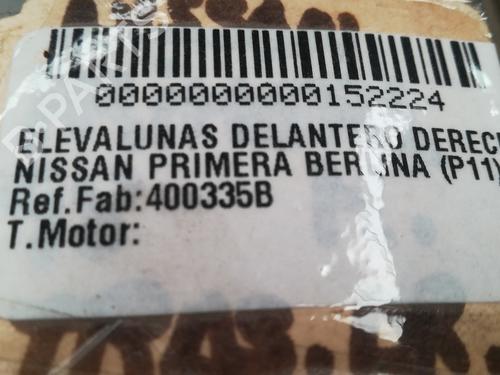 0000000000152224
ELEVALUNAS DELANTERO DEREC
NISSAN PRIMERA BERLINA (P11)
Ref.Fab:400335B
T.Motor: